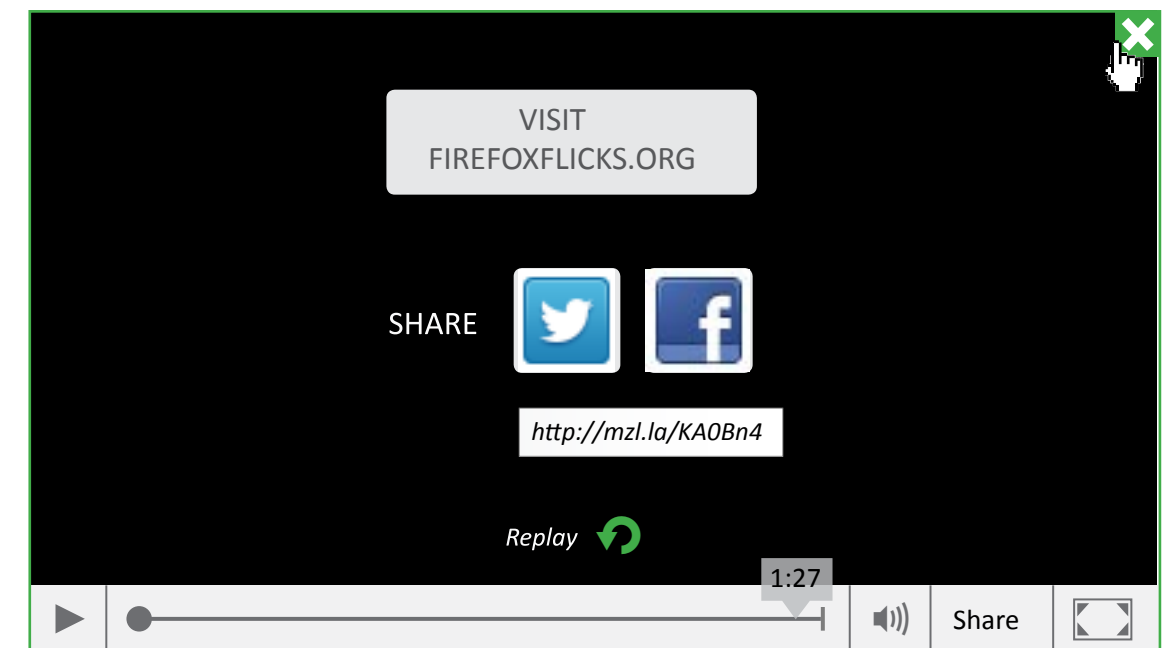 VISIT
FIREFOXFLICKS.ORG
SHARE
http://mzl.la/KA0Bn4
Replay
1:27
Share